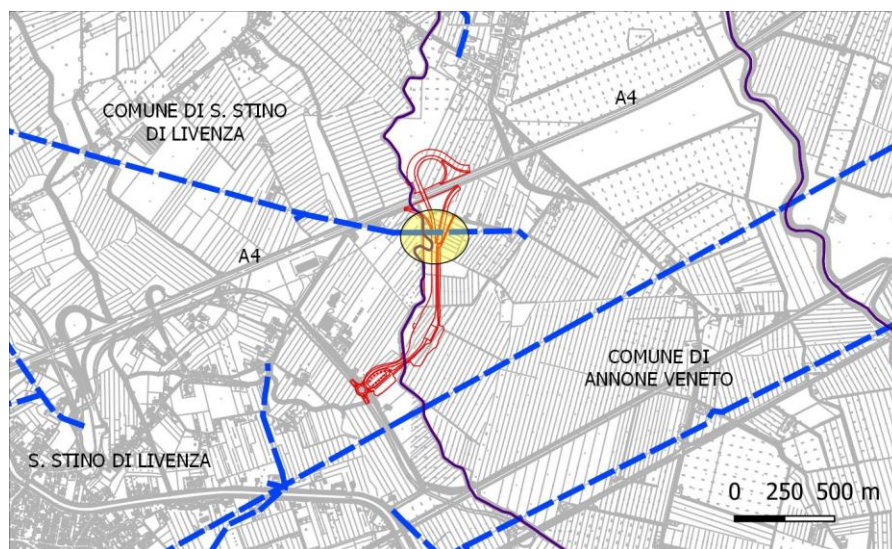 COMUNE DI S. STINO
DI LIVENZA
A4
A4
COMUNE DI
ANNONE VENETO
S. STINO DI LIVENZA
0 250 500 m